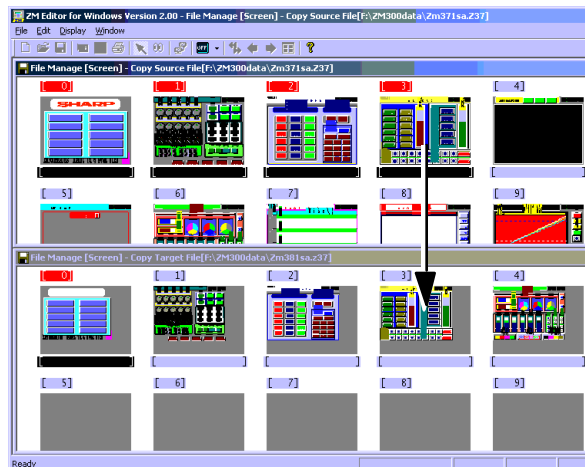 ZM Editor for Windows Version 2.00 - File Manage [Screen] - Copy Source File[F:\ZM300data\Zm371sa.Z37]
File Edit Display Window
OFF
File Manage [Screen] - Copy Source File[F:\ZM300data\Zm371sa.Z37]
[ 0] [ 1] [ 2] [ 3] [ 4]
SHARP
[ 5] [ 6] [ 7] [ 8] [ 9]
File Manage [Screen] - Copy Target File[F:\ZM300data\Zm381sa.z37]
[ 0] [ 1] [ 2] [ 3] [ 4]
[ 5] [ 6] [ 7] [ 8] [ 9]
Ready